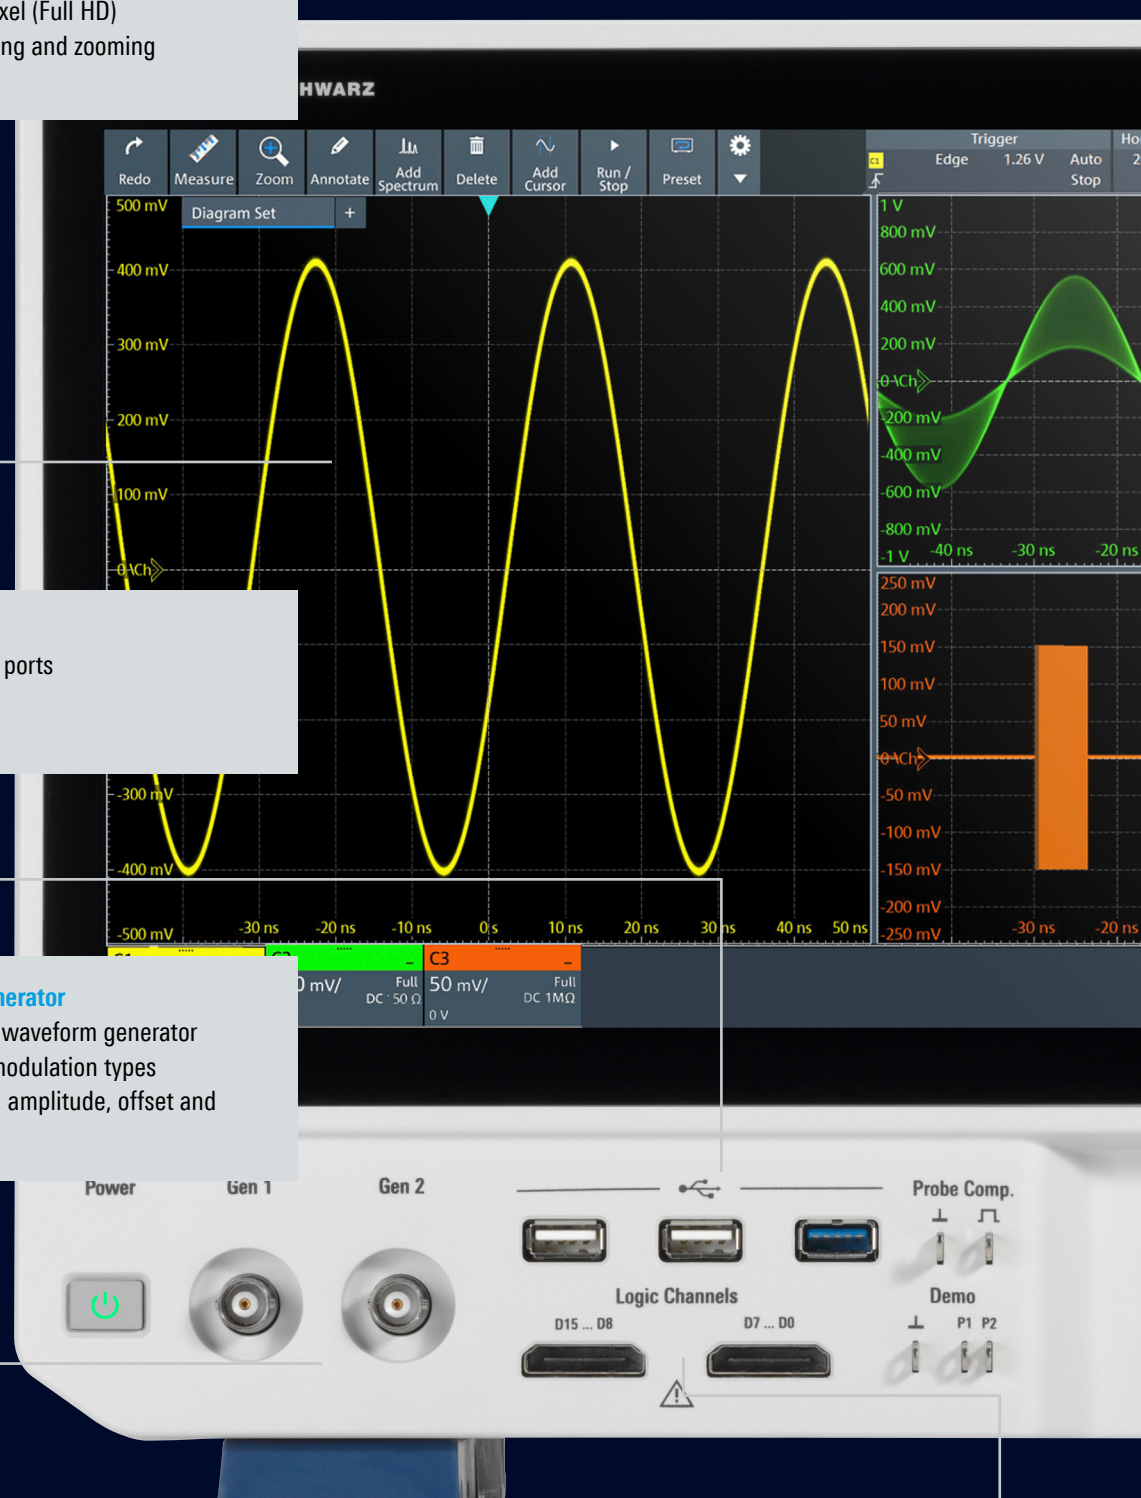 xel (Full HD)
ng and zooming
HWARZ
Redo
Measure
Zoom
Annotate
Add
Spectrum
Delete
Add
Cursor
Run /
Stop
Preset
Trigger
Ho
C1
Edge
1.26 V
Auto
Stop
2
Diagram Set
+
500 mV
400 mV
300 mV
200 mV
100 mV
-300 mV
-400 mV
-500 mV
-30 ns
-20 ns
-10 ns
0 s
10 ns
20 ns
30 ns
40 ns
50 ns
1 V
800 mV
600 mV
400 mV
200 mV
-200 mV
-400 mV
-600 mV
-800 mV
-1 V
-40 ns
-30 ns
-20 ns
250 mV
200 mV
150 mV
100 mV
50 mV
-50 mV
-100 mV
-150 mV
-200 mV
-250 mV
-30 ns
-20 ns
ports
C3
mV/
Full
DC 50 Ω
50 mV/
Full
DC 1MΩ
0 V
nerator
waveform generator
modulation types
, amplitude, offset and
Power
Gen 1
Gen 2
Probe Comp.
Logic Channels
Demo
D15 ... D8
D7 ... D0
P1 P2